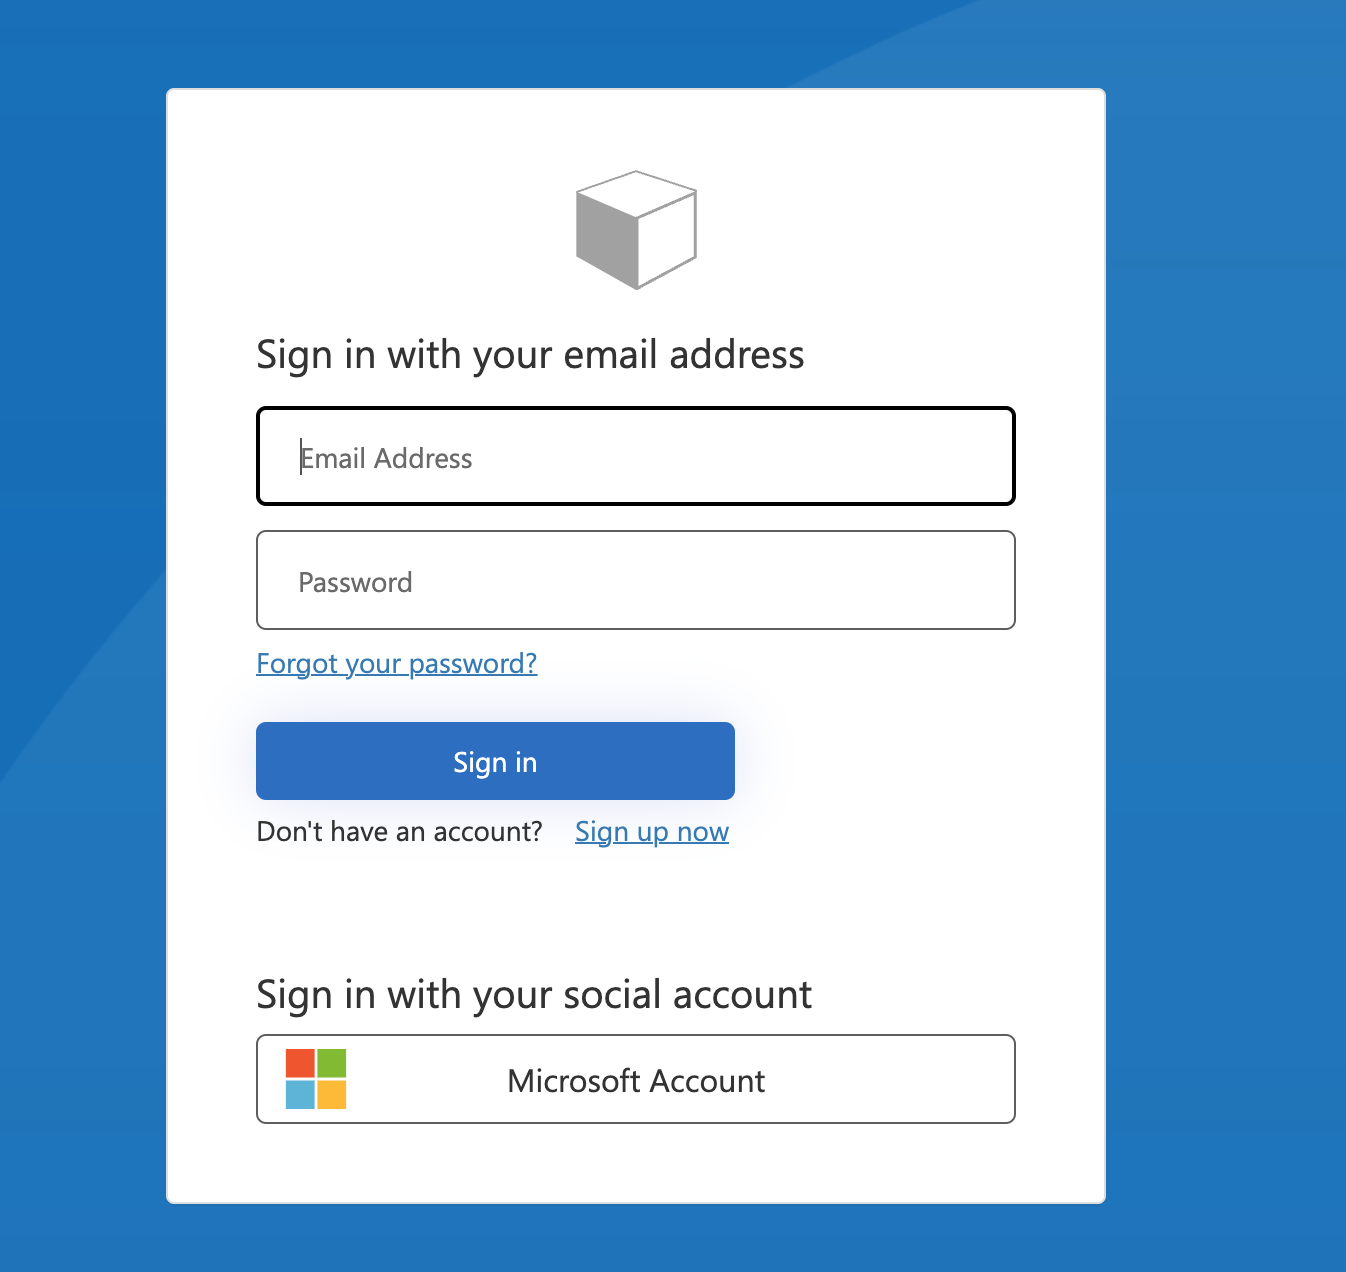 Sign in with your email address
Email Address
Password
Forgot your password?
Sign in
Don't have an account? Sign up now
Sign in with your social account
Microsoft Account